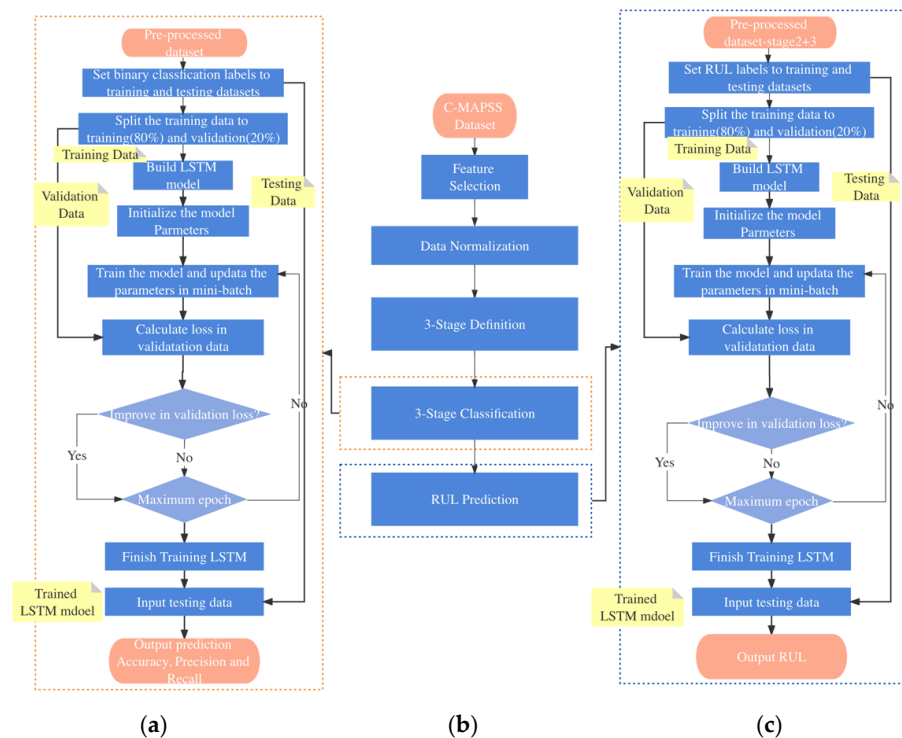 Pre-processed
dataset
Set binary classfication labels to
training and testing datasets
Split the training data to
training(80%) and validation(20%)
Training Data
Build LSTM
model
Validation
Data
Testing
Data
Initialize the model
Parmeters
Train the model and updata the
parameters in mini-batch
Calculate loss in
validatation data
Improve in validation loss?
No
Yes
No
Maximum epoch
Finish Training LSTM
Trained
LSTM mdoel
Input testing data
Output prediction
Accuracy, Precision and
Recall
(a)
C-MAPSS
Dataset
Feature
Selection
Data Normalization
3-Stage Definition
3-Stage Classification
RUL Prediction
(b)
Pre-processed
dataset-stage2+3
Set RUL labels to training and
testing datasets
Split the training data to
training(80%) and validation(20%)
Training Data
Build LSTM
model
Validation
Data
Testing
Data
Initialize the model
Parmeters
Train the model and updata the
parameters in mini-batch
Calculate loss in
validatation data
Improve in validation loss?
No
Yes
No
Maximum epoch
Finish Training LSTM
Trained
LSTM mdoel
Input testing data
Output RUL
(c)